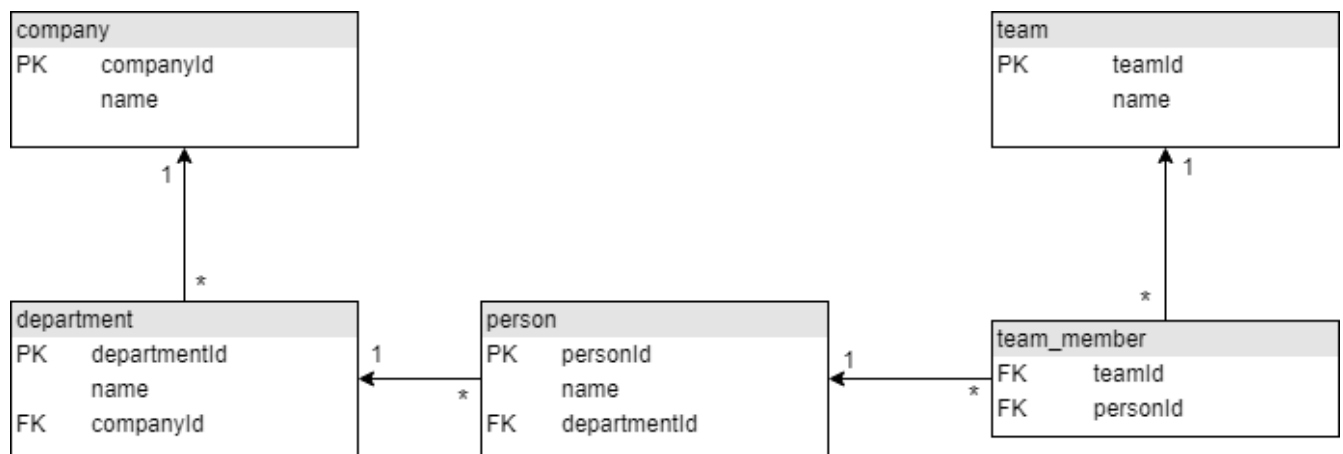 company
PK companyId
name
team
PK teamId
name
1
1
*
*
department
PK departmentId
name
FK companyId
1
*
person
PK personId
name
FK departmentId
1
*
team_member
FK teamId
FK personId